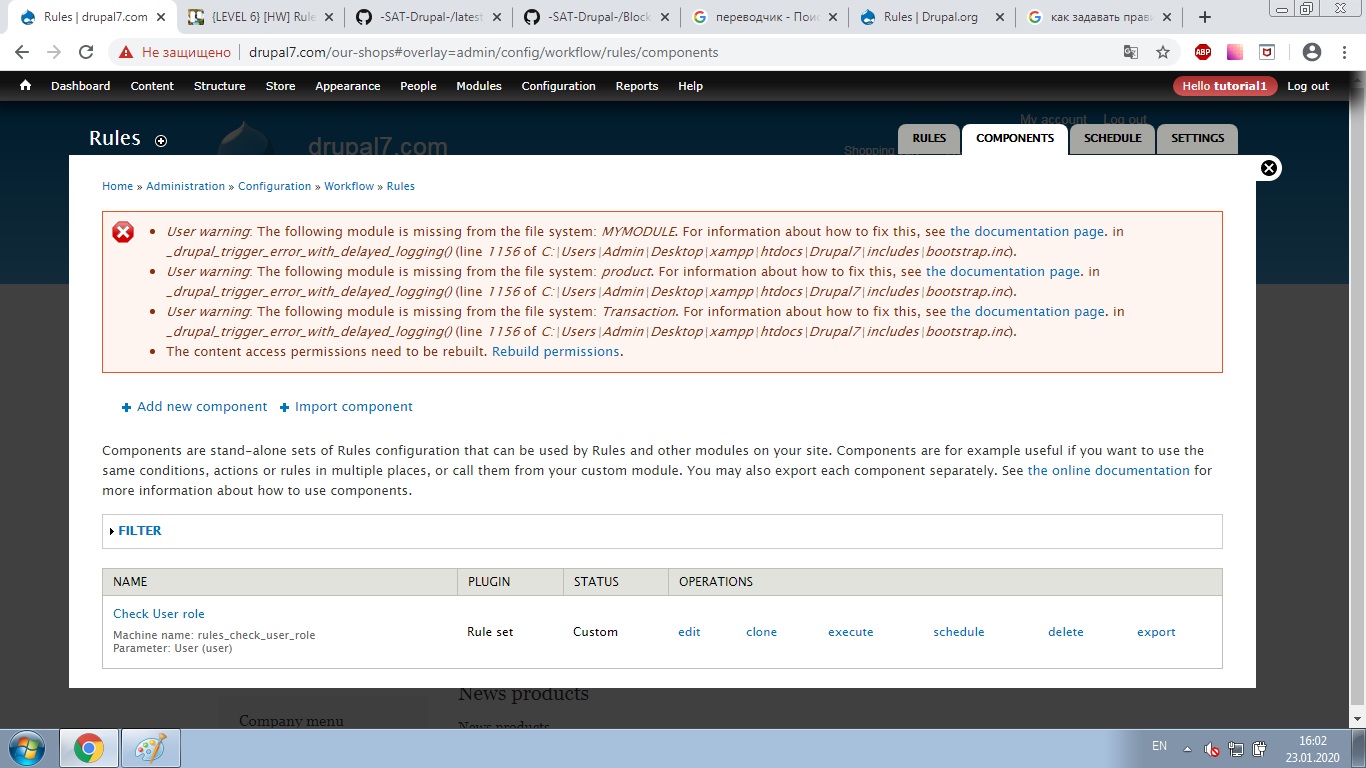 Rules | drupal7.com
{LEVEL 6} [HW] Rule
-SAT-Drupal-/latest
-SAT-Drupal-/Block
переводчик - Поис
Rules | Drupal.org
как задавать прави
Не защищено
drupal7.com/our-shops#overlay=admin/config/workflow/rules/components
ABP
Dashboard Content Structure Store Appearance People Modules Configuration Reports Help
Hello tutorial1 Log out
My account Log out
Rules
drupal7.com
Shopping
RULES COMPONENTS SCHEDULE SETTINGS
Home » Administration » Configuration » Workflow » Rules
User warning: The following module is missing from the file system: MYMODULE. For information about how to fix this, see the documentation page. in
_drupal_trigger_error_with_delayed_logging() (line 1156 of C:\Users\Admin\Desktop\xampp\htdocs\Drupal7\includes\bootstrap.inc).
User warning: The following module is missing from the file system: product. For information about how to fix this, see the documentation page. in
_drupal_trigger_error_with_delayed_logging() (line 1156 of C:\Users\Admin\Desktop\xampp\htdocs\Drupal7\includes\bootstrap.inc).
User warning: The following module is missing from the file system: Transaction. For information about how to fix this, see the documentation page. in
_drupal_trigger_error_with_delayed_logging() (line 1156 of C:\Users\Admin\Desktop\xampp\htdocs\Drupal7\includes\bootstrap.inc).
The content access permissions need to be rebuilt. Rebuild permissions.
Add new component Import component
Components are stand-alone sets of Rules configuration that can be used by Rules and other modules on your site. Components are for example useful if you want to use the
same conditions, actions or rules in multiple places, or call them from your custom module. You may also export each component separately. See the online documentation for
more information about how to use components.
FILTER
NAME PLUGIN STATUS OPERATIONS
Check User role
Machine name: rules_check_user_role
Parameter: User (user)
Rule set Custom edit clone execute schedule delete export
News products
Company menu
News products
EN
16:02
23.01.2020